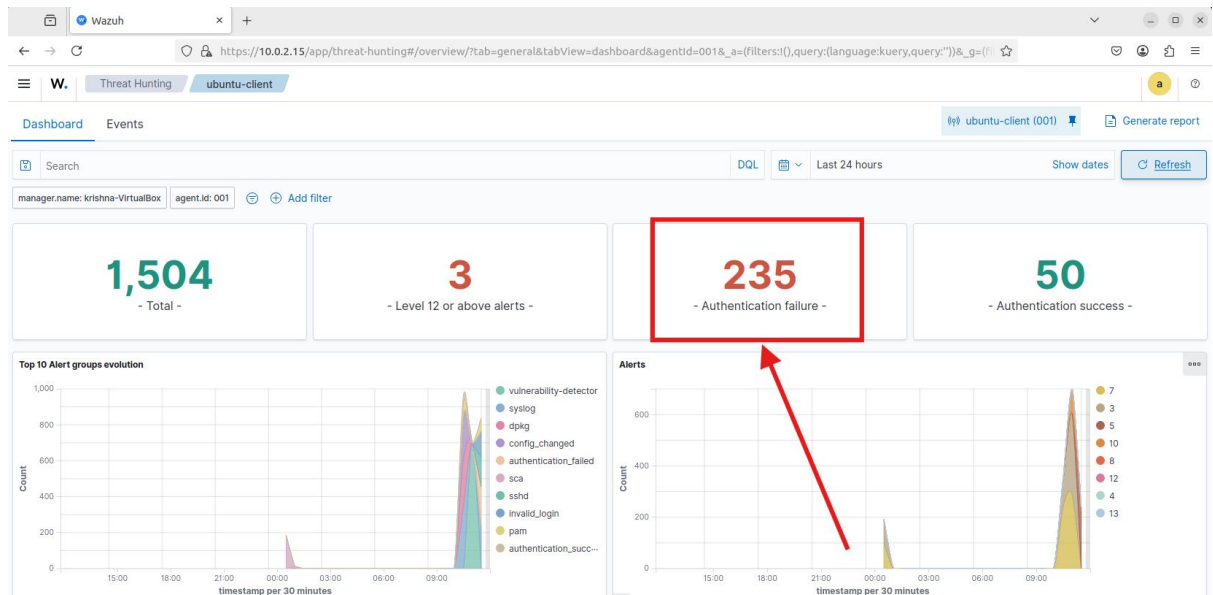 Wazuh
https://10.0.2.15/app/threat-hunting#/overview/?tab=general&tabView=dashboard&agentId=001&_a=(filters:!(),query:(language:kuery,query:''))&_g=(fi
W. Threat Hunting ubuntu-client a
Dashboard Events ubuntu-client (001) Generate report
Search DQL Last 24 hours Show dates Refresh
manager.name: krishna-VirtualBox agent.id: 001 Add filter
1,504
- Total -
3
- Level 12 or above alerts -
235
- Authentication failure -
50
- Authentication success -
Top 10 Alert groups evolution
1,000
800
600
400
200
0
Count
15:00 18:00 21:00 00:00 03:00 06:00 09:00
timestamp per 30 minutes
vulnerability-detector
syslog
dpkg
config_changed
authentication_failed
sca
sshd
invalid_login
pam
authentication_succ...
Alerts
600
400
200
0
Count
15:00 18:00 21:00 00:00 03:00 06:00 09:00
timestamp per 30 minutes
7
3
5
10
8
12
4
13